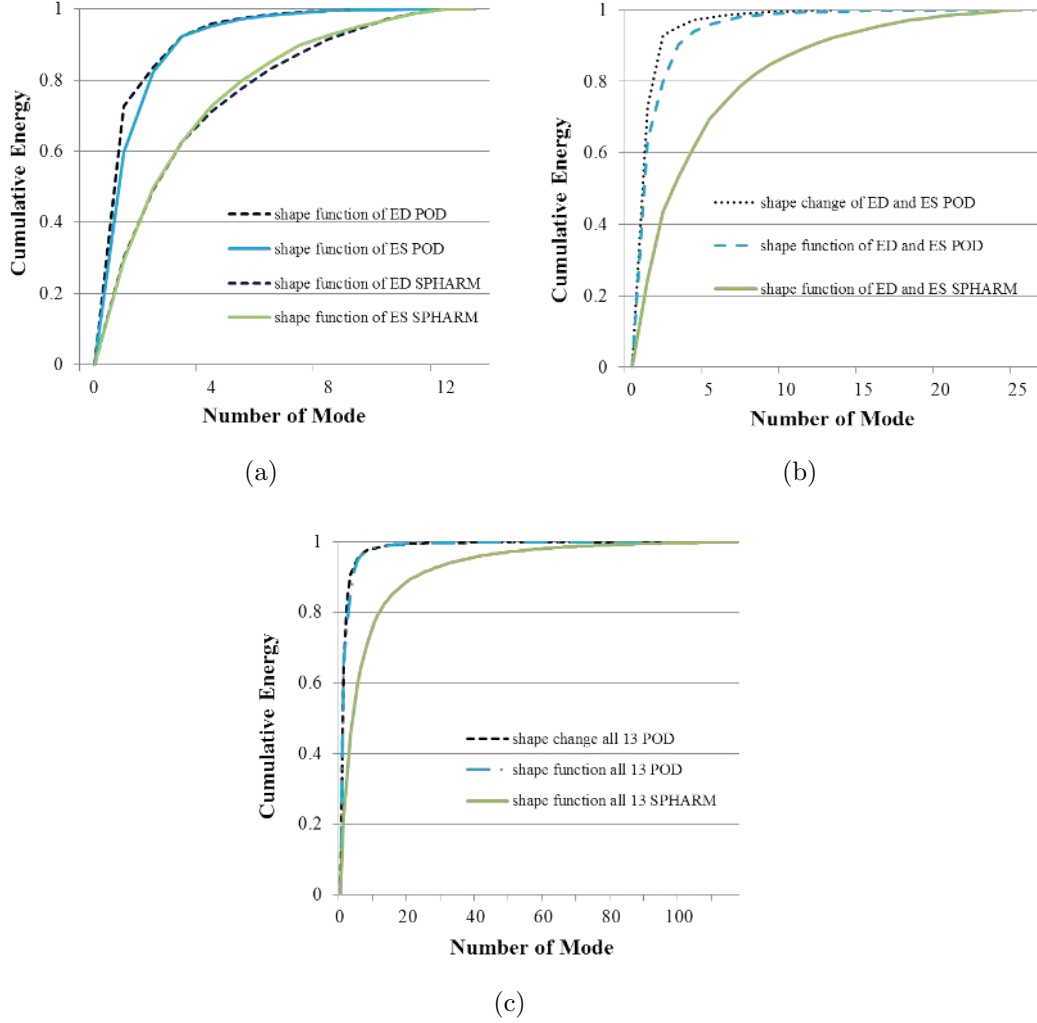 1
0.8
0.6
0.4
0.2
0
Cumulative Energy
shape function of ED POD
shape function of ES POD
shape function of ED SPHARM
shape function of ES SPHARM
0 4 8 12
Number of Mode
(a)
1
0.8
0.6
0.4
0.2
0
Cumulative Energy
shape change of ED and ES POD
shape function of ED and ES POD
shape function of ED and ES SPHARM
0 5 10 15 20 25
Number of Mode
(b)
1
0.8
0.6
0.4
0.2
0
Cumulative Energy
shape change all 13 POD
shape function all 13 POD
shape function all 13 SPHARM
0 20 40 60 80 100
Number of Mode
(c)